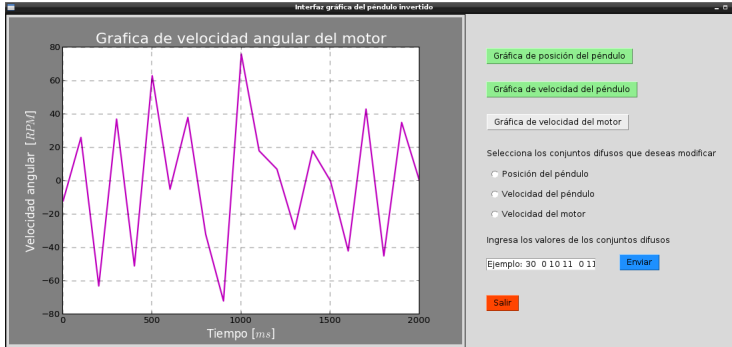 Interfaz gráfica del péndulo invertido
Grafica de velocidad angular del motor
80
60
40
20
0
−20
−40
−60
−80
Velocidad angular [RPM]
0
500
1000
1500
2000
Tiempo [ms]
Gráfica de posición del péndulo
Gráfica de velocidad del péndulo
Gráfica de velocidad del motor
Selecciona los conjuntos difusos que deseas modificar
Posición del péndulo
Velocidad del péndulo
Velocidad del motor
Ingresa los valores de los conjuntos difusos
Ejemplo: 30 0 10 11 0 11
Enviar
Salir